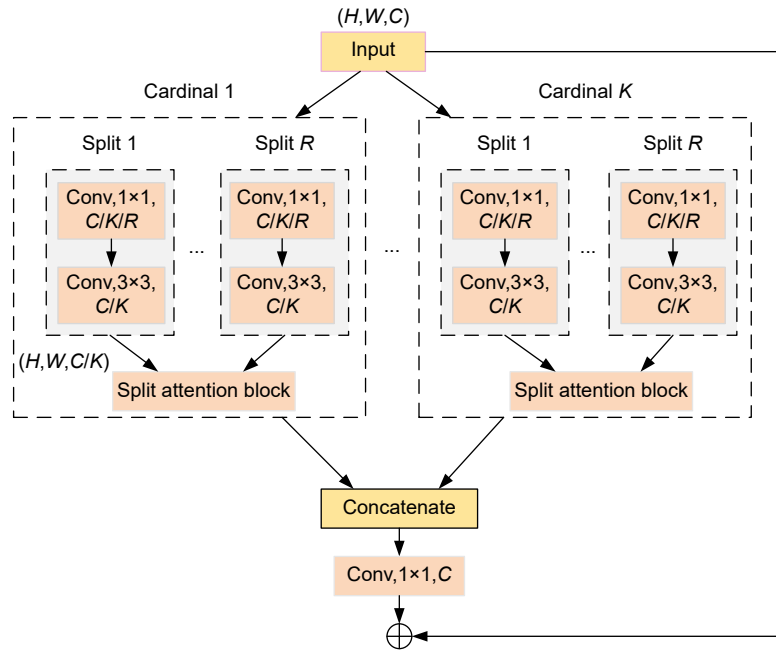 (H,W,C)
Input
Cardinal 1
Cardinal K
Split 1
Split R
Split 1
Split R
Conv,1×1,
C/K/R
Conv,1×1,
C/K/R
Conv,1×1,
C/K/R
Conv,1×1,
C/K/R
...
...
...
Conv,3×3,
C/K
Conv,3×3,
C/K
Conv,3×3,
C/K
Conv,3×3,
C/K
(H,W,C/K)
Split attention block
Split attention block
Concatenate
Conv,1×1,C